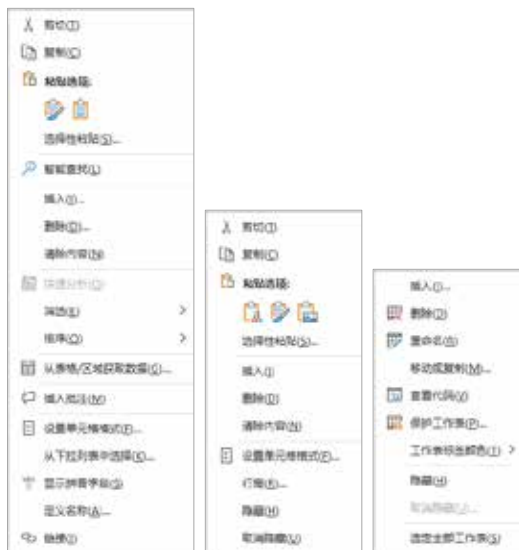 剪切(T)
复制(C)
粘贴选项:
选择性粘贴(S)...
智能查找(L)
插入(I)...
删除(D)...
清除内容(N)
快速分析(Q)
筛选(E)
排序(O)
从表格/区域获取数据(G)...
插入批注(M)
设置单元格格式(F)...
从下拉列表中选择(K)...
显示拼音字段(S)
定义名称(A)...
链接(I)
剪切(T)
复制(C)
粘贴选项:
选择性粘贴(S)...
插入(I)
删除(D)
清除内容(N)
设置单元格格式(F)...
行高(R)...
隐藏(H)
取消隐藏(U)
插入(I)...
删除(D)
重命名(R)
移动或复制(M)...
查看代码(V)
保护工作表(P)...
工作表标签颜色(T)
隐藏(H)
取消隐藏(U)...
选定全部工作表(S)